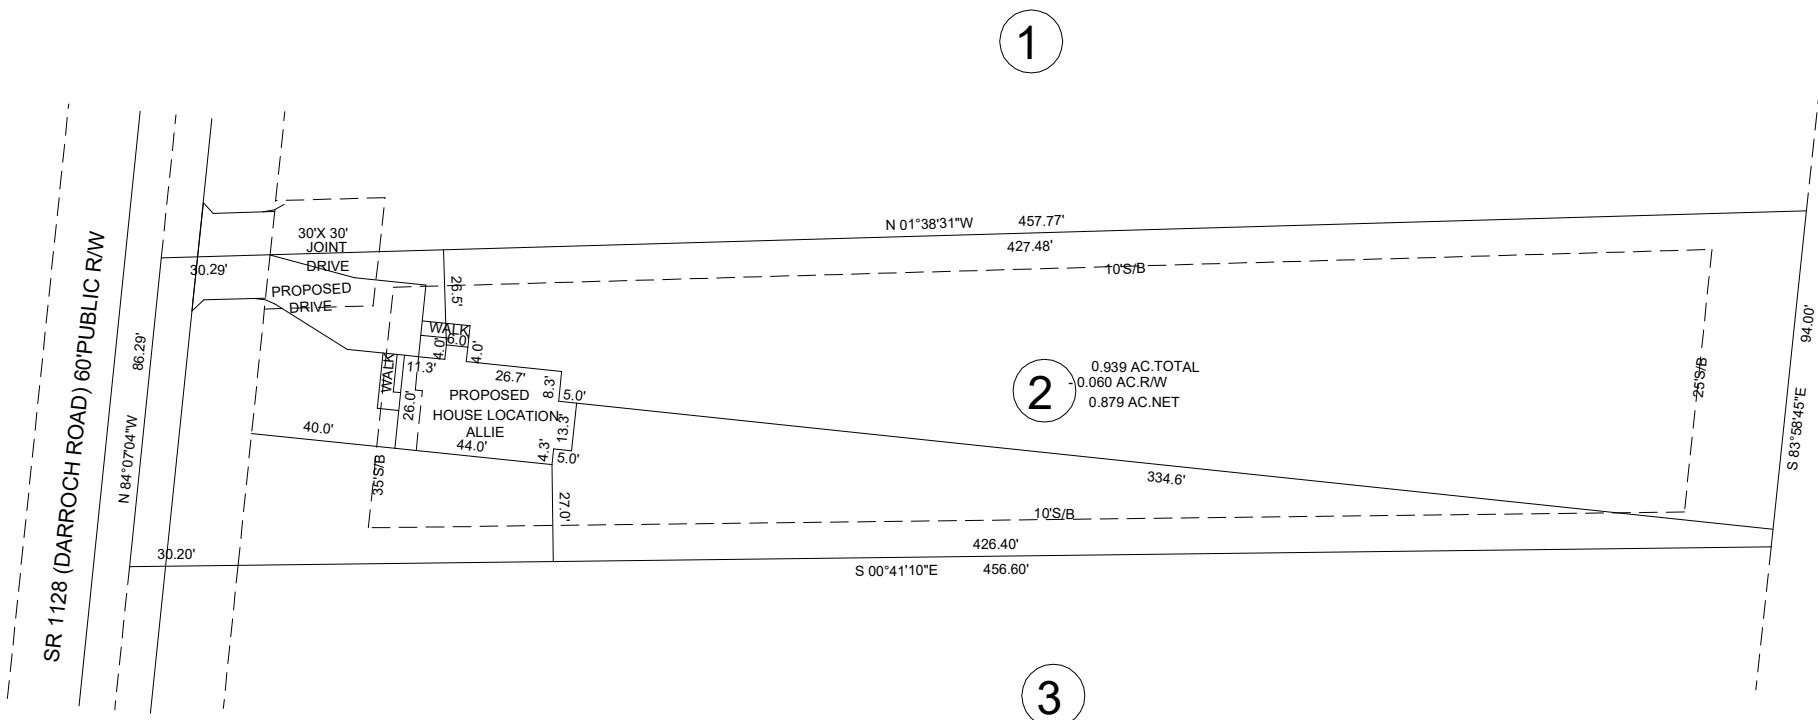 1
SR 1128 (DARROCH ROAD) 60'PUBLIC R/W
N 84°07'04"W
86.29'
N 01°38'31"W 457.77'
427.48'
30'X 30'
JOINT
DRIVE
30.29'
PROPOSED
DRIVE
26.5'
10'S/B
WALK
6.0'
4.0'
4.0'
WALK
11.3'
26.0'
26.7'
8.3'
5.0'
PROPOSED
HOUSE LOCATION
ALLIE
13.3'
4.3'
5.0'
40.0'
44.0'
35'S/B
27.0'
2
0.939 AC.TOTAL
- 0.060 AC.R/W
0.879 AC.NET
25'S/B
94.00'
S 83°58'45"E
334.6'
10'S/B
30.20'
426.40'
S 00°41'10"E 456.60'
3